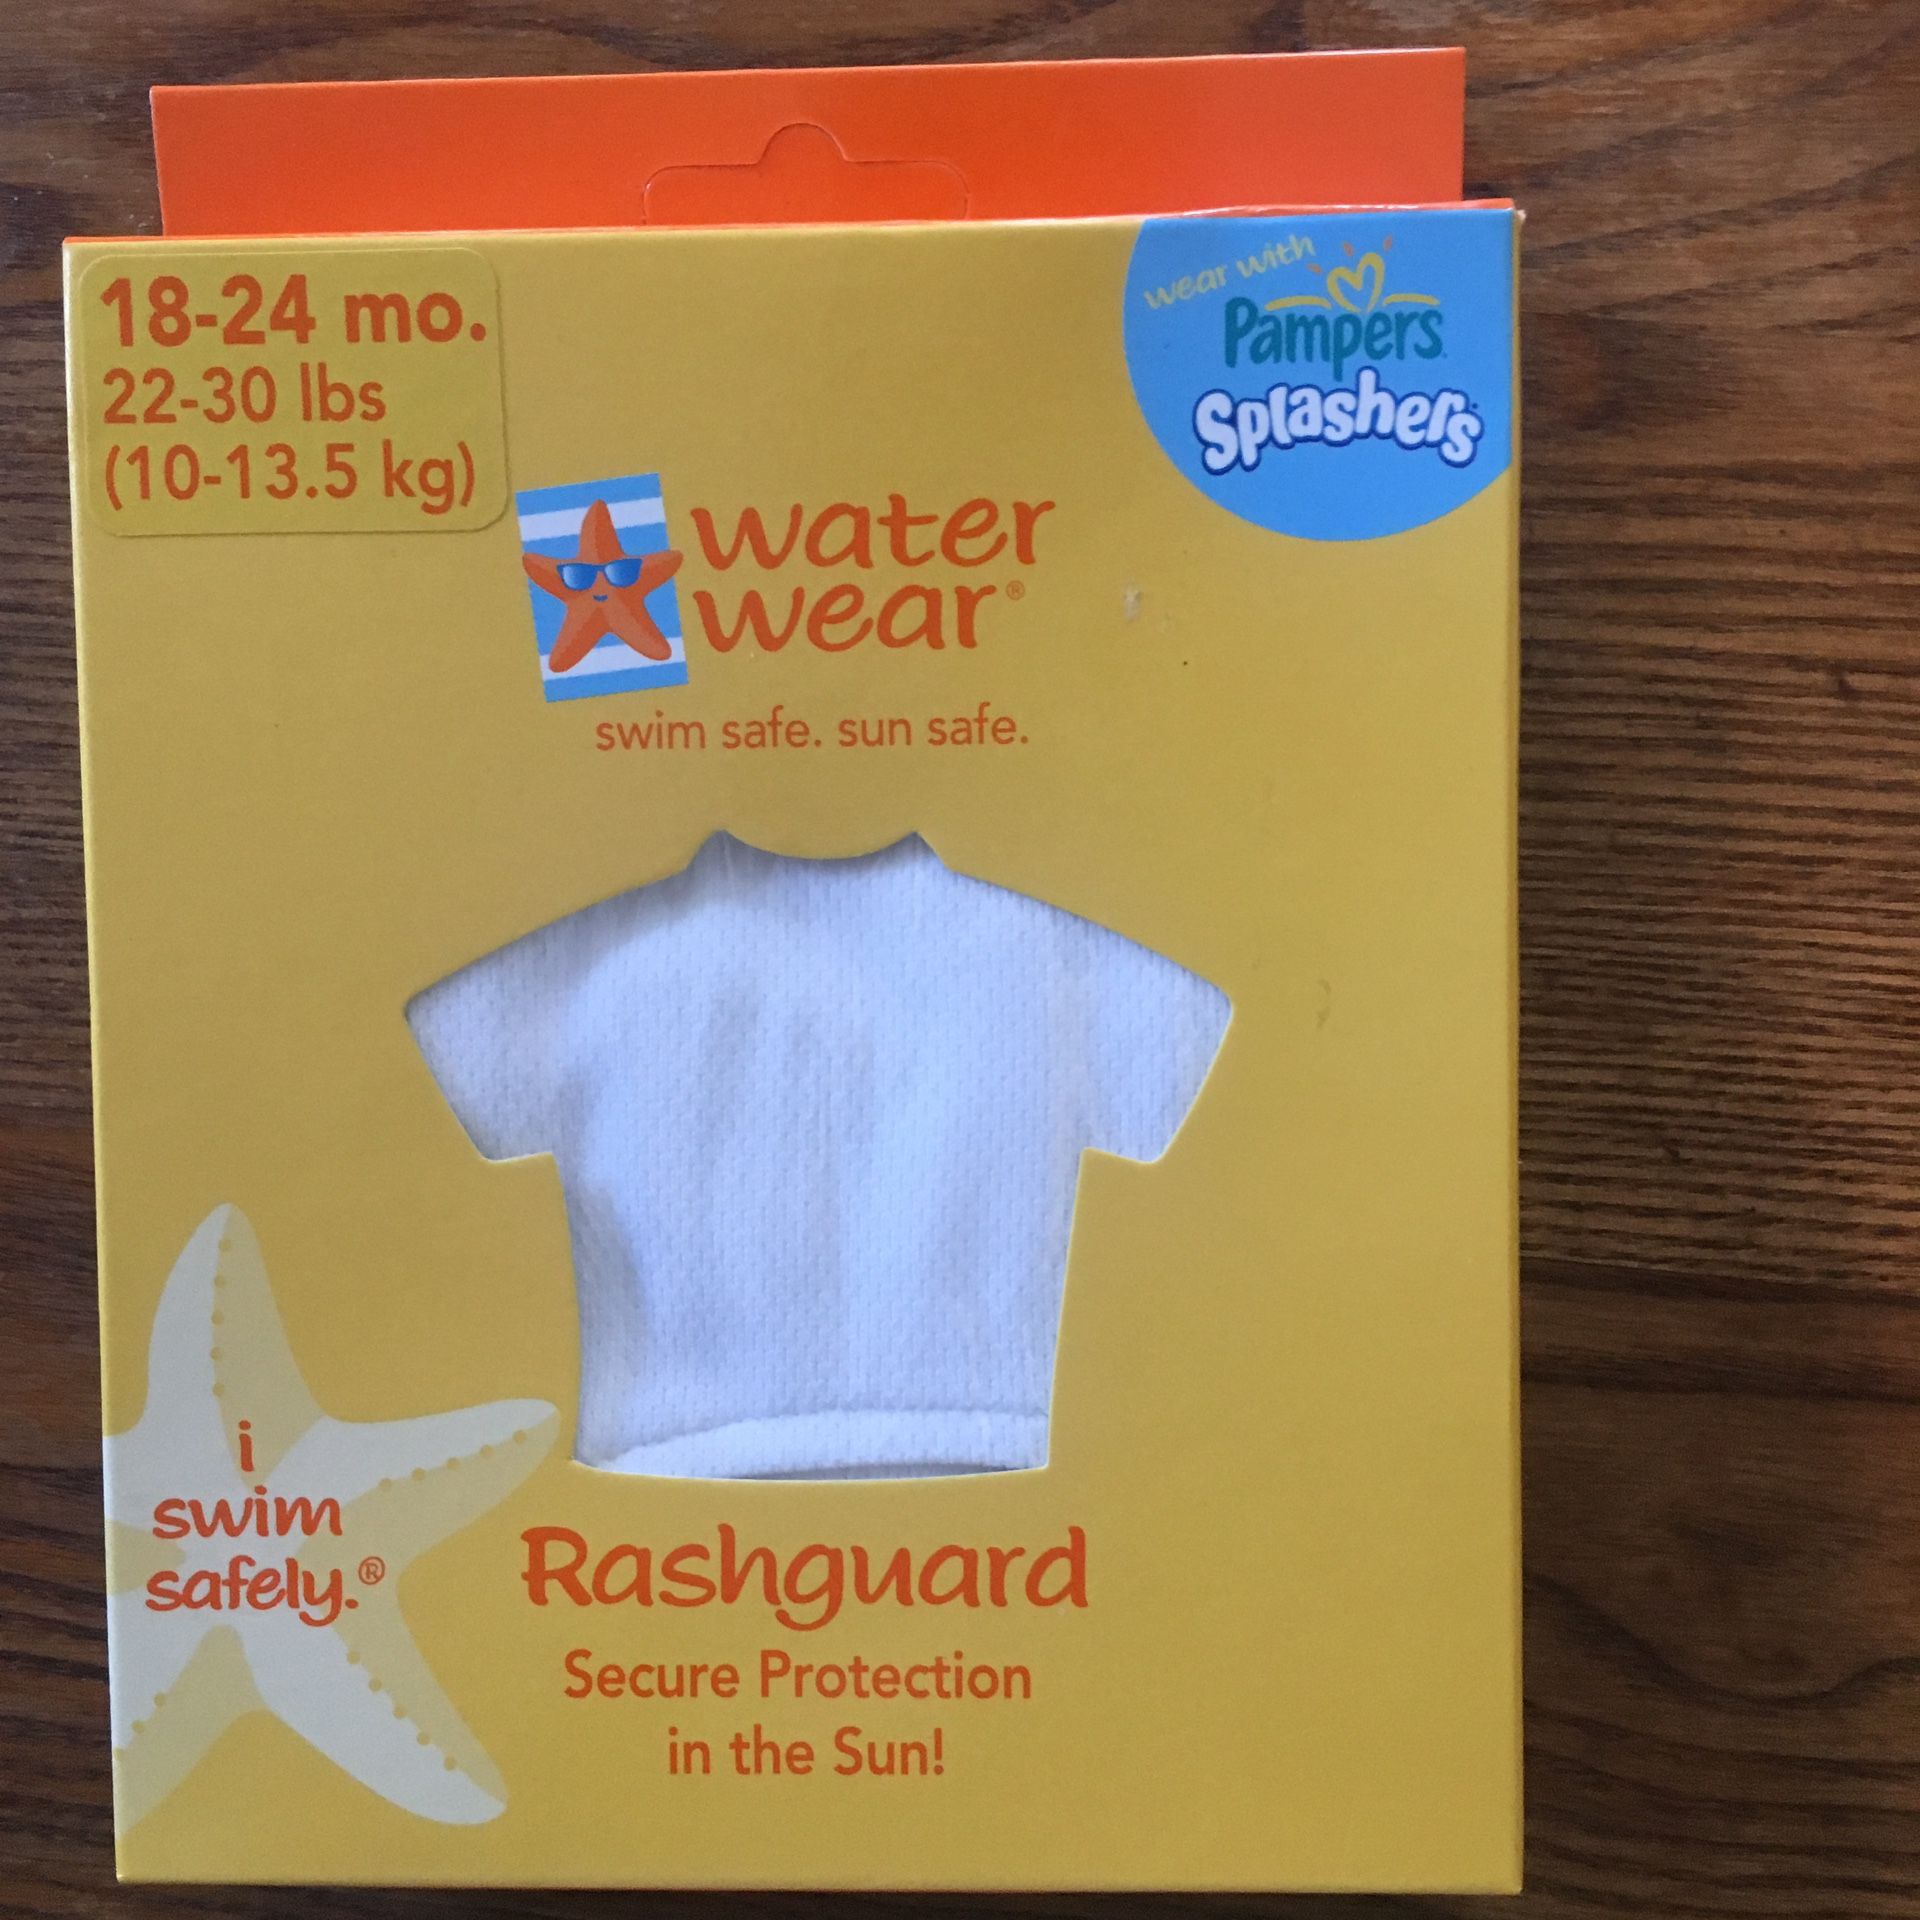 18-24 mo.
22-30 lbs
(10-13.5 kg)
wear with
Pampers
Splashers
water
wear®
swim safe. sun safe.
i
swim
safely.®
Rashguard
Secure Protection
in the Sun!